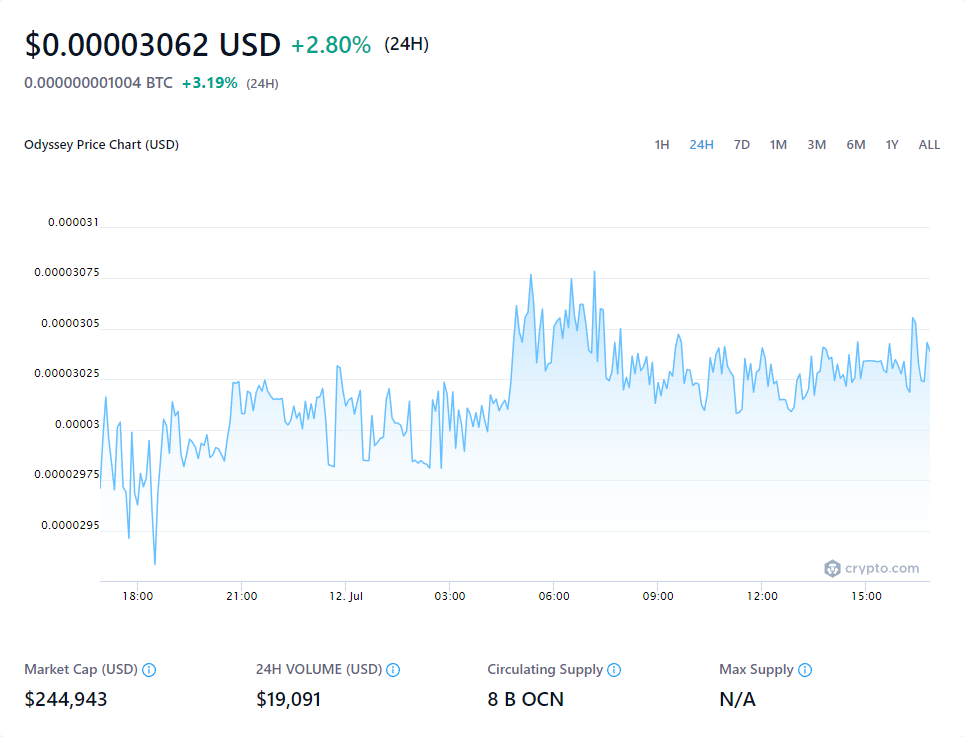 $0.00003062 USD +2.80% (24H)
0.000000001004 BTC +3.19% (24H)
Odyssey Price Chart (USD) 1H 24H 7D 1M 3M 6M 1Y ALL
0.000031
0.00003075
0.0000305
0.00003025
0.00003
0.00002975
0.0000295
crypto.com
18:00 21:00 12. Jul 03:00 06:00 09:00 12:00 15:00
Market Cap (USD) 24H VOLUME (USD) Circulating Supply Max Supply
$244,943 $19,091 8 B OCN N/A